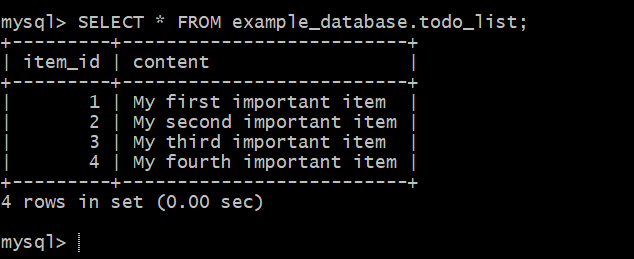 mysql> SELECT * FROM example_database.todo_list;
+---------+--------------------------+
| item_id | content                  |
+---------+--------------------------+
|       1 | My first important item  |
|       2 | My second important item |
|       3 | My third important item  |
|       4 | My fourth important item |
+---------+--------------------------+
4 rows in set (0.00 sec)
mysql>